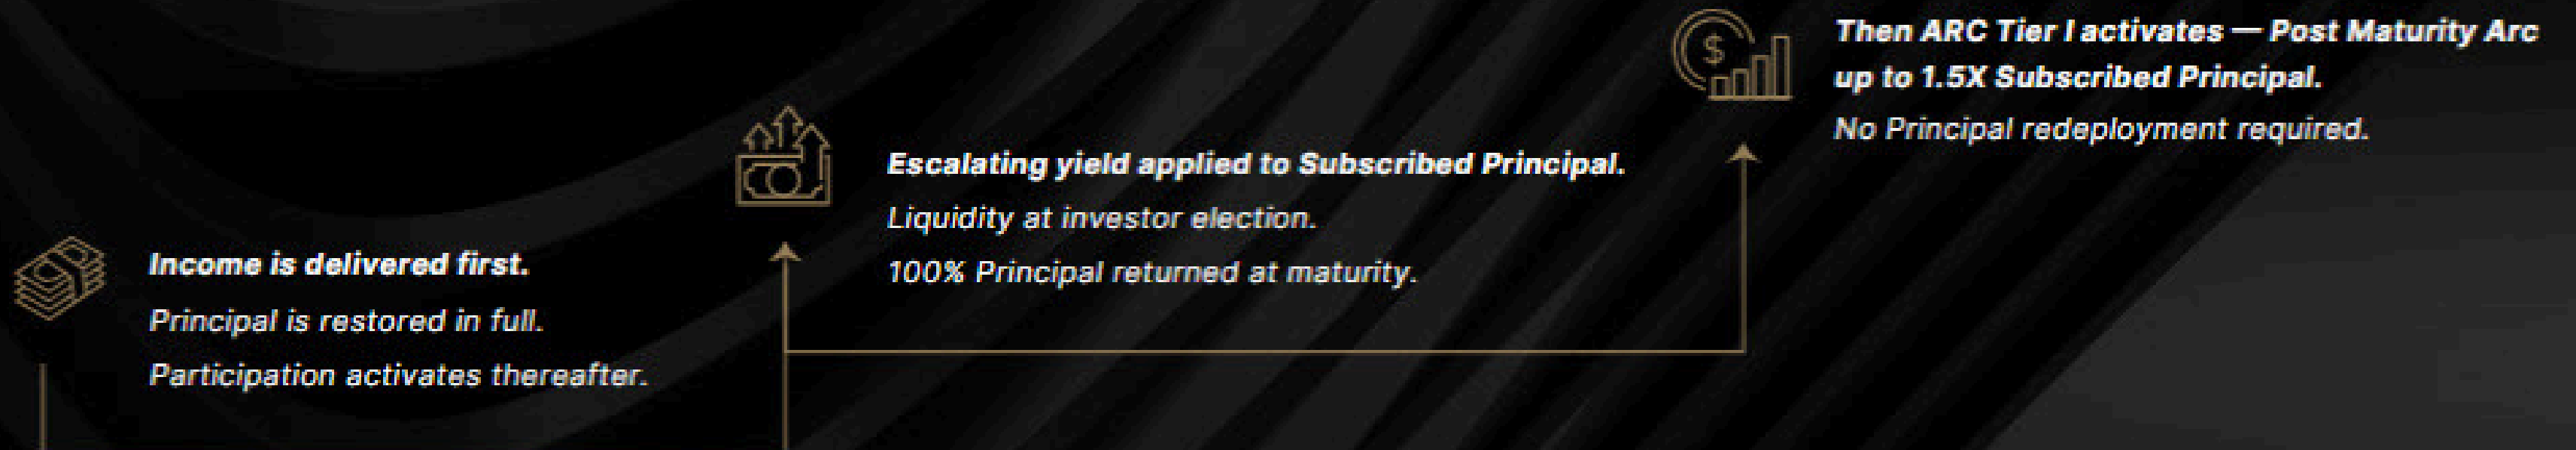 Income is delivered first.
Principal is restored in full.
Participation activates thereafter.
Escalating yield applied to Subscribed Principal.
Liquidity at investor election.
100% Principal returned at maturity.
$
Then ARC Tier I activates — Post Maturity Arc
up to 1.5X Subscribed Principal.
No Principal redeployment required.